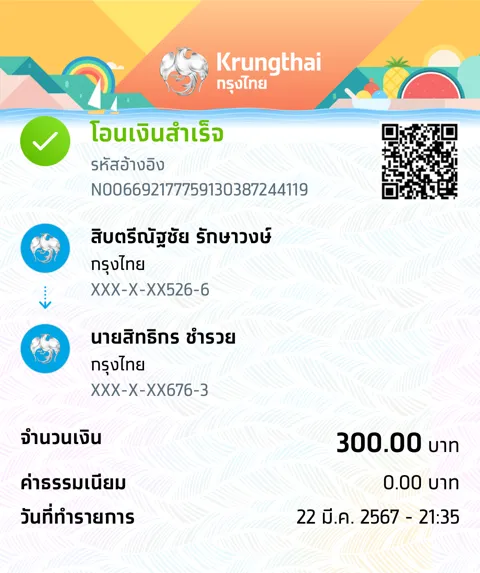 Krungthai
กรุงไทย
โอนเงินสำเร็จ
รหัสอ้างอิง
N006692177759130387244119
สิบตรีณัฐชัย รักษาวงษ์
กรุงไทย
XXX-X-XX526-6
นายสิทธิกร ชำรวย
กรุงไทย
XXX-X-XX676-3
จำนวนเงิน 300.00 บาท
ค่าธรรมเนียม 0.00 บาท
วันที่ทำรายการ 22 มี.ค. 2567 - 21:35